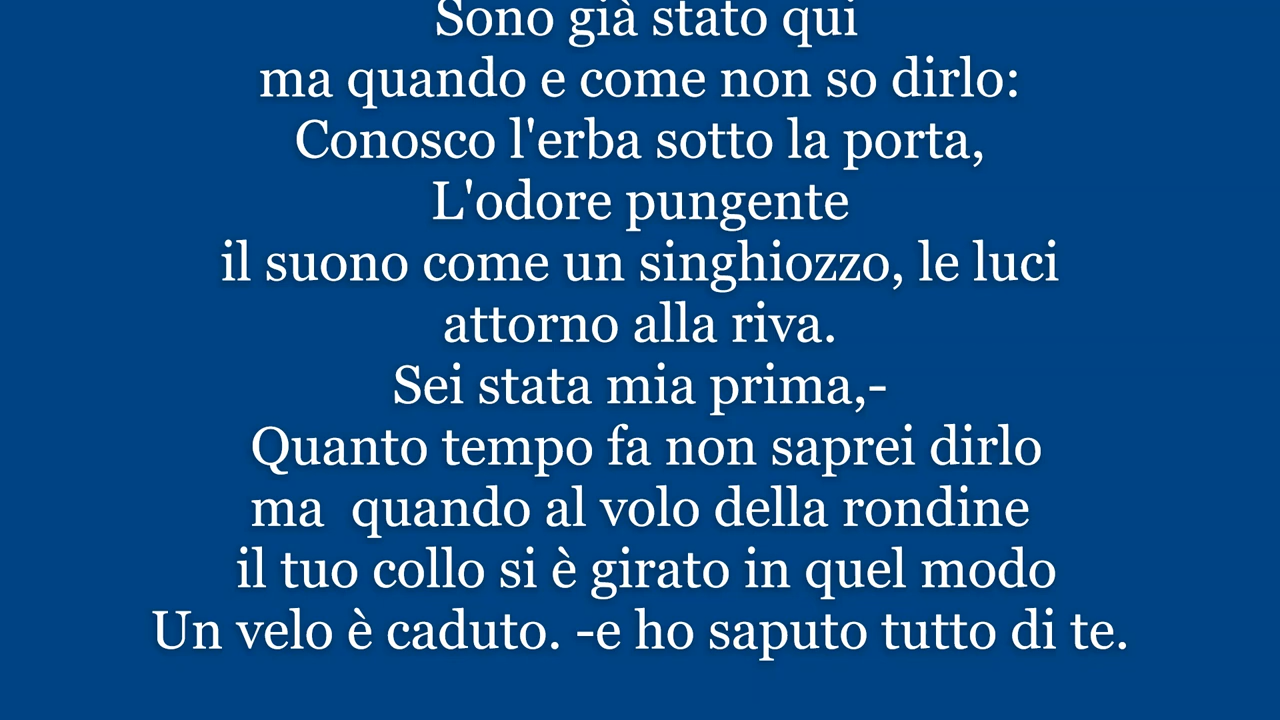 Sono già stato qui
ma quando e come non so dirlo:
Conosco l'erba sotto la porta,
L'odore pungente
il suono come un singhiozzo, le luci
attorno alla riva.
Sei stata mia prima,-
Quanto tempo fa non saprei dirlo
ma  quando al volo della rondine
il tuo collo si è girato in quel modo
Un velo è caduto. -e ho saputo tutto di te.